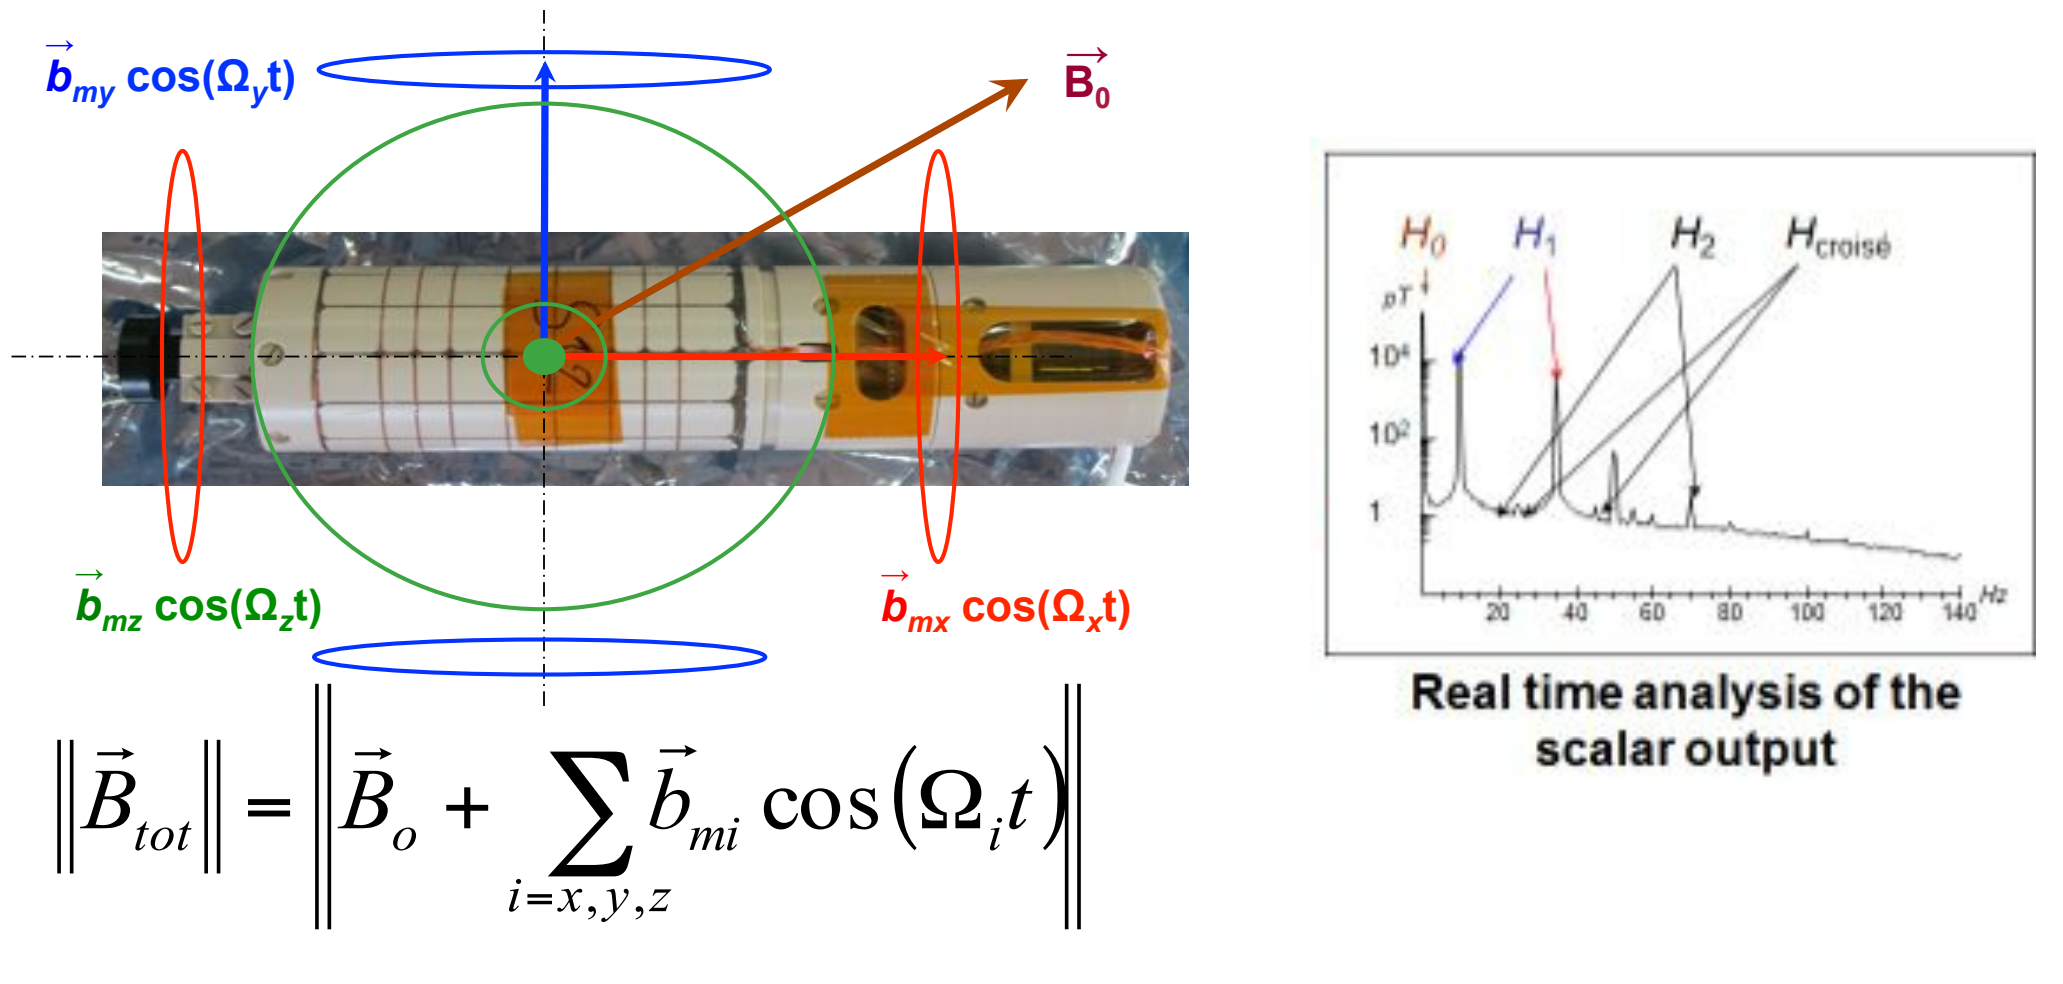 b⃗my cos(Ωyt)
B⃗0
b⃗mz cos(Ωzt)
b⃗mx cos(Ωxt)
‖B⃗tot‖ = ‖B⃗o + ∑i=x,y,z b⃗mi cos(Ωit)‖
H0 H1 H2 Hcroisé
pT
10⁴
10²
1
20 40 60 80 100 120 140 Hz
Real time analysis of the
scalar output